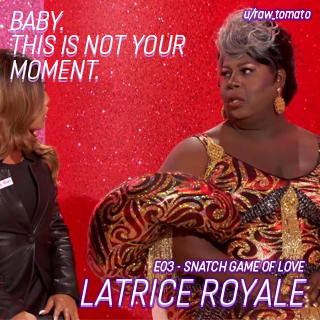 BABY,
THIS IS NOT YOUR
MOMENT.
u/raw_tomato
E03 - SNATCH GAME OF LOVE
LATRICE ROYALE